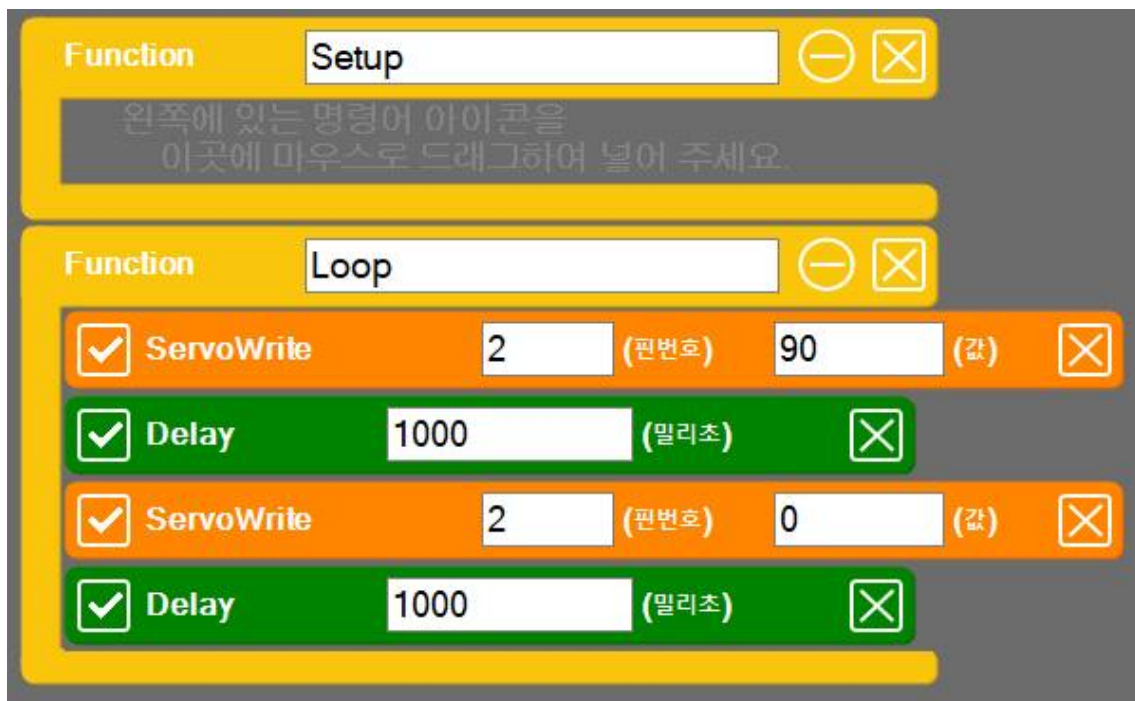 Function Setup
왼쪽에 있는 명령어 아이콘을
이곳에 마우스로 드래그하여 넣어 주세요.
Function Loop
ServoWrite 2 (핀번호) 90 (값)
Delay 1000 (밀리초)
ServoWrite 2 (핀번호) 0 (값)
Delay 1000 (밀리초)